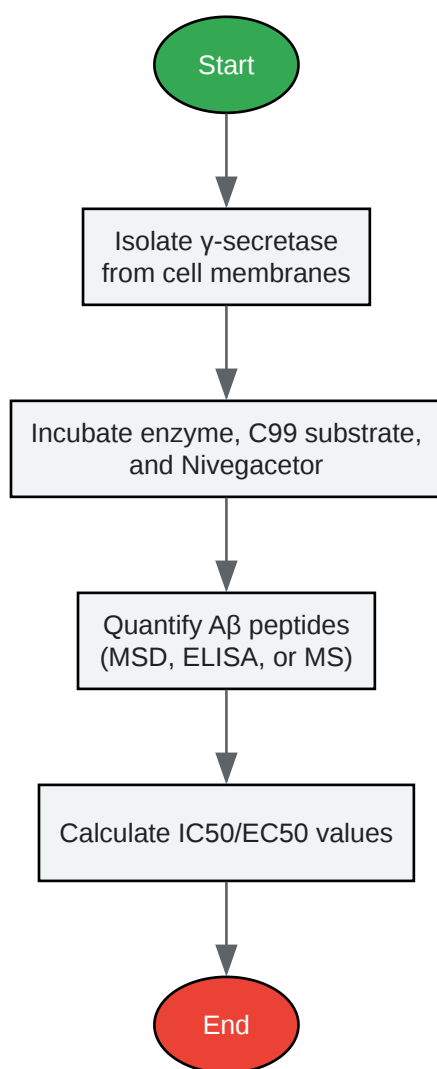 Start
Isolate γ-secretase
from cell membranes
Incubate enzyme, C99 substrate,
and Nivegacetor
Quantify Aβ peptides
(MSD, ELISA, or MS)
Calculate IC50/EC50 values
End